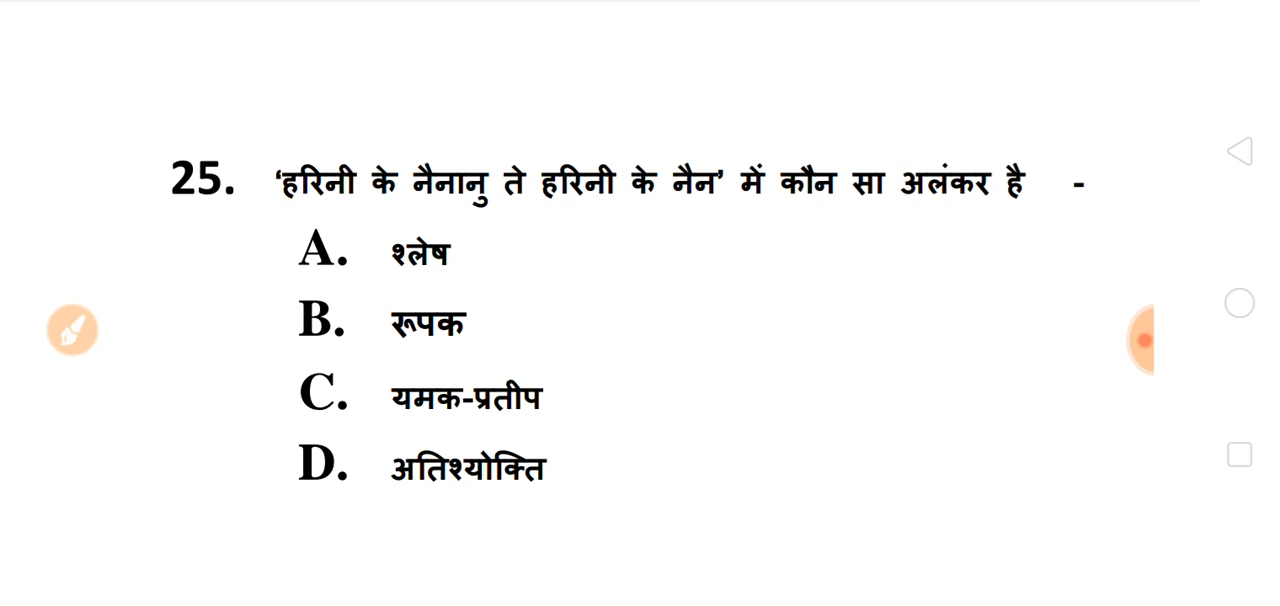 25. ‘हरिनी के नैनानु ते हरिनी के नैन’ में कौन सा अलंकर है -
A. श्लेष
B. रूपक
C. यमक-प्रतीप
D. अतिश्योक्ति